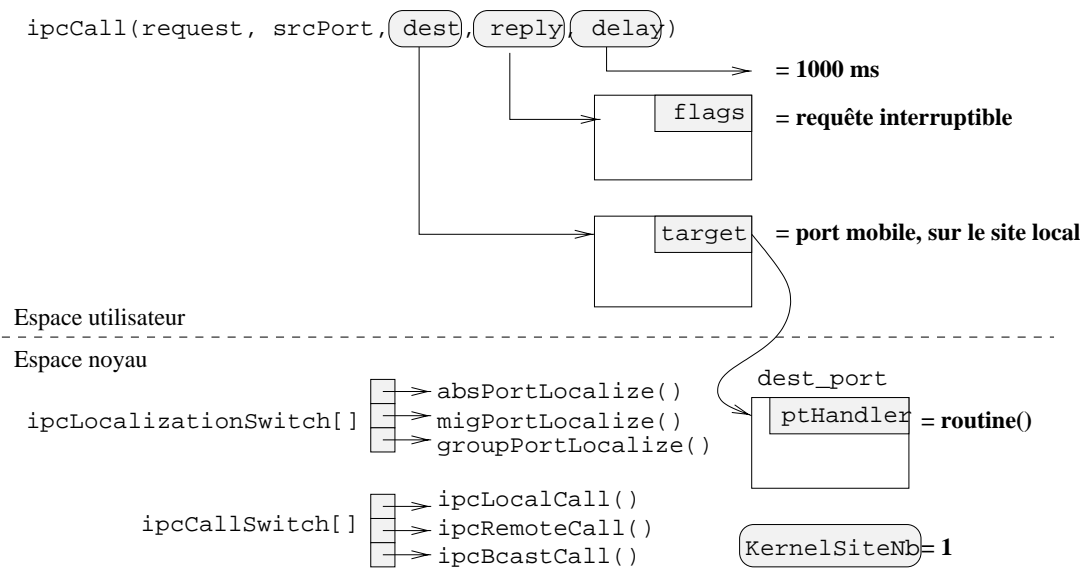 ipcCall(request, srcPort, dest, reply, delay)
= 1000 ms
flags = requête interruptible
target = port mobile, sur le site local
Espace utilisateur
Espace noyau
dest_port
ptHandler = routine()
ipcLocalizationSwitch[]
absPortLocalize()
migPortLocalize()
groupPortLocalize()
ipcCallSwitch[]
ipcLocalCall()
ipcRemoteCall()
ipcBcastCall()
KernelSiteNb = 1